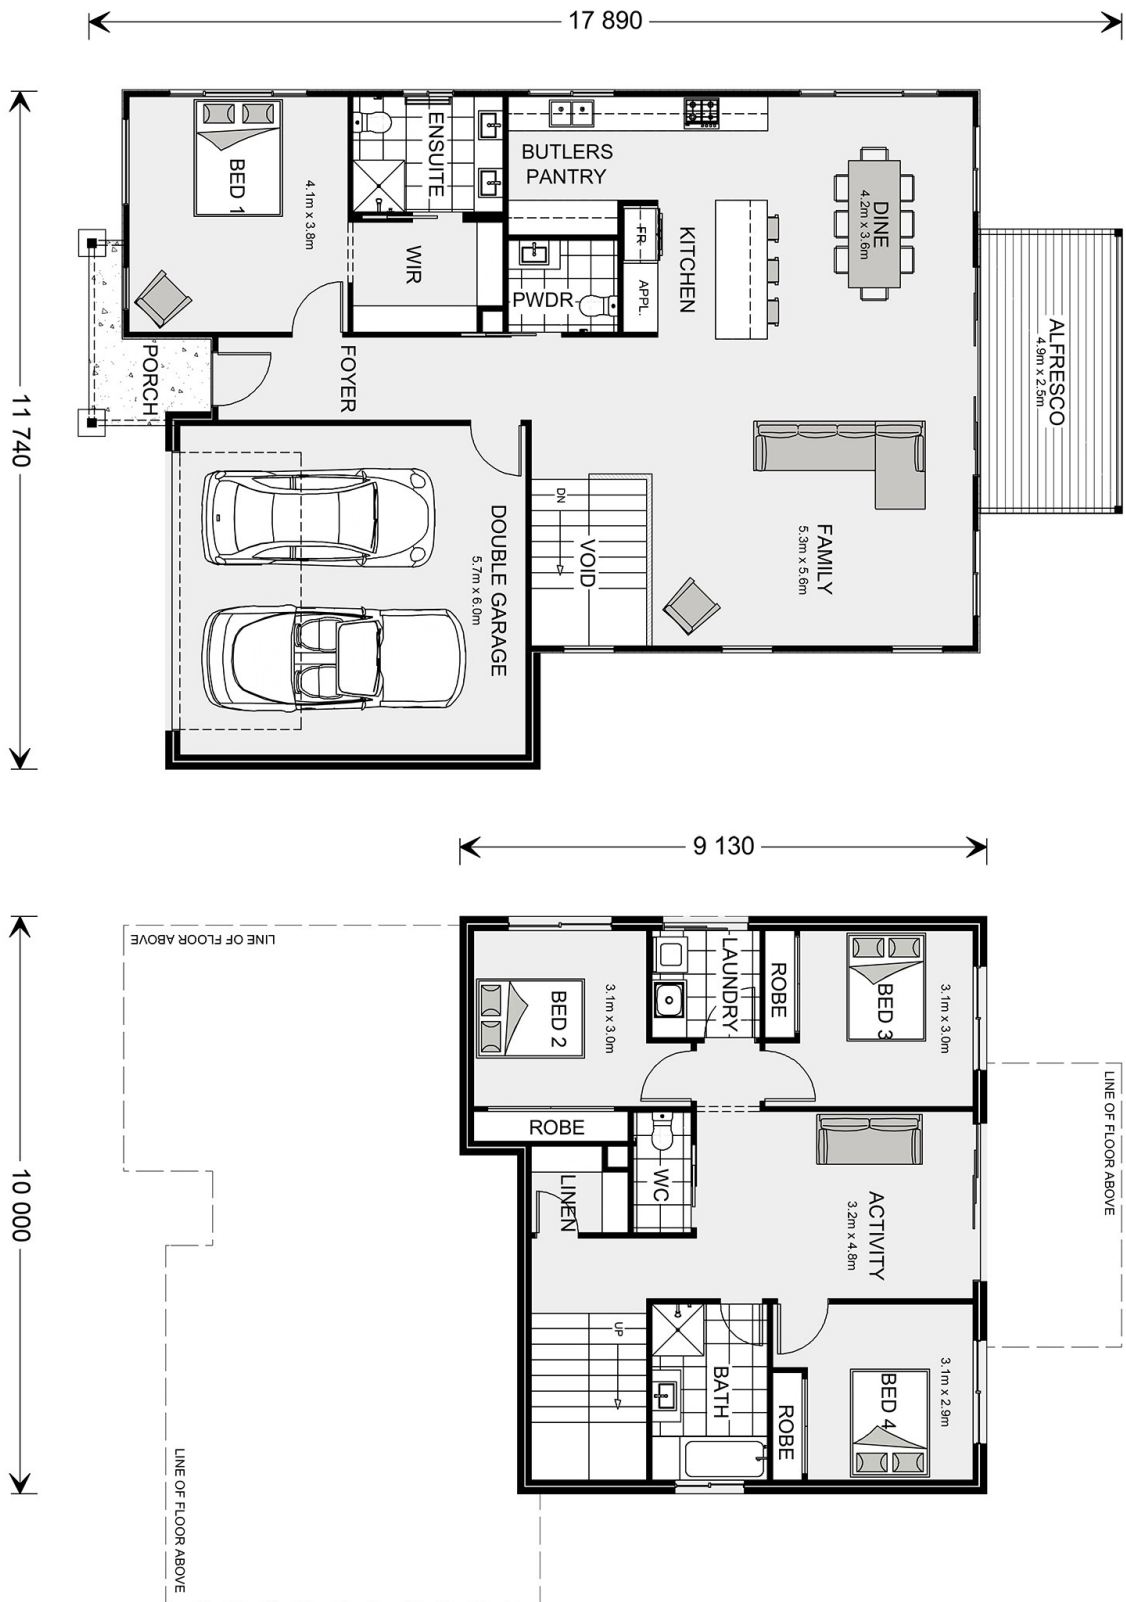 17 890
11 740
BED 1
4.1m x 3.8m
ENSUITE
WIR
BUTLERS
PANTRY
PWDR
FR.
APPL.
KITCHEN
DINE
4.2m x 3.6m
ALFRESCO
4.9m x 2.5m
PORCH
FOYER
DOUBLE GARAGE
5.7m x 6.0m
DN
VOID
FAMILY
5.3m x 5.6m
9 130
10 000
LINE OF FLOOR ABOVE
BED 2
3.1m x 3.0m
LAUNDRY
ROBE
BED 3
3.1m x 3.0m
LINE OF FLOOR ABOVE
ROBE
LINEN
WC
ACTIVITY
3.2m x 4.8m
UP
BATH
ROBE
BED 4
3.1m x 2.9m
LINE OF FLOOR ABOVE